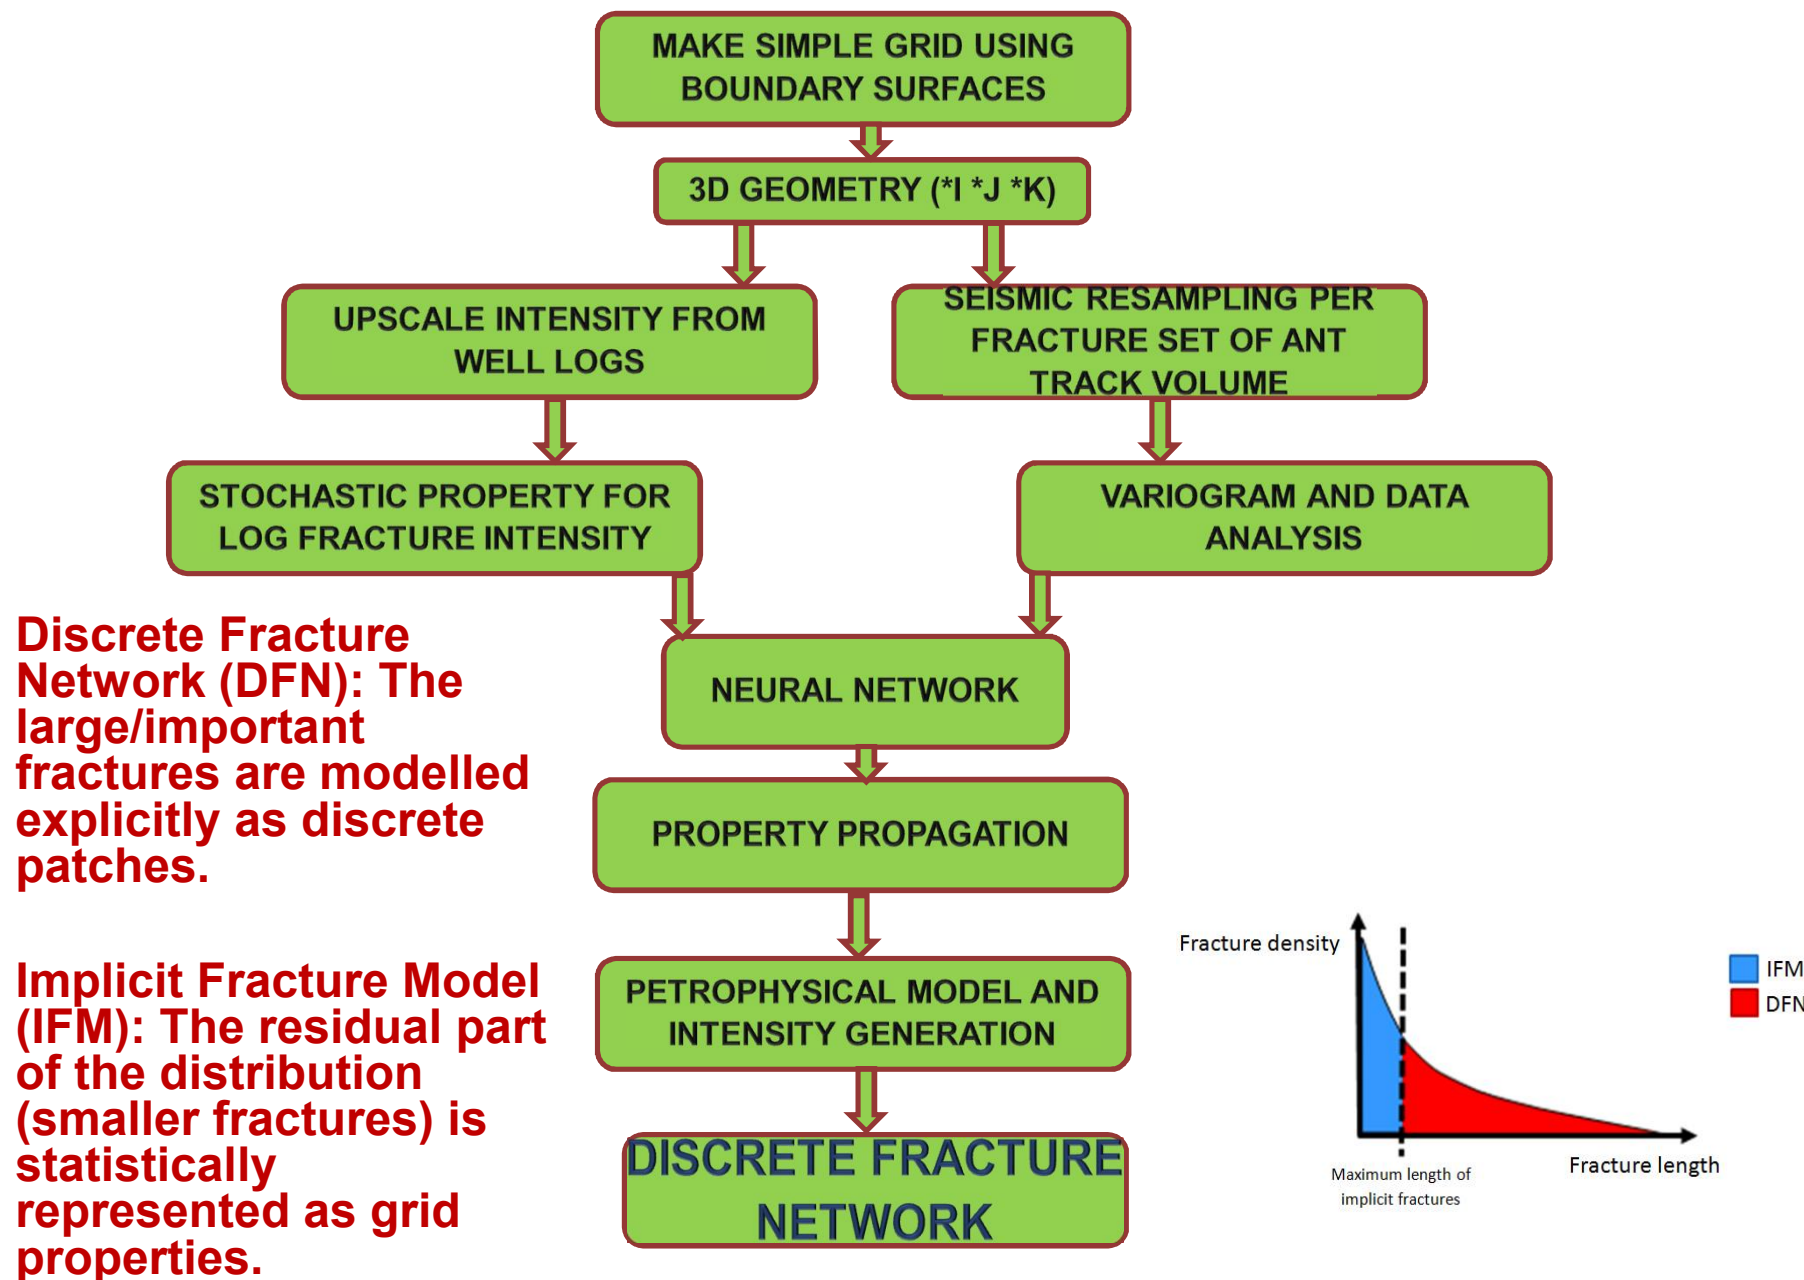 MAKE SIMPLE GRID USING
BOUNDARY SURFACES
3D GEOMETRY (*I *J *K)
UPSCALE INTENSITY FROM
WELL LOGS
SEISMIC RESAMPLING PER
FRACTURE SET OF ANT
TRACK VOLUME
STOCHASTIC PROPERTY FOR
LOG FRACTURE INTENSITY
VARIOGRAM AND DATA
ANALYSIS
NEURAL NETWORK
PROPERTY PROPAGATION
PETROPHYSICAL MODEL AND
INTENSITY GENERATION
DISCRETE FRACTURE
NETWORK
Discrete Fracture
Network (DFN): The
large/important
fractures are modelled
explicitly as discrete
patches.
Implicit Fracture Model
(IFM): The residual part
of the distribution
(smaller fractures) is
statistically
represented as grid
properties.
Fracture density
IFM
DFN
Maximum length of
implicit fractures
Fracture length